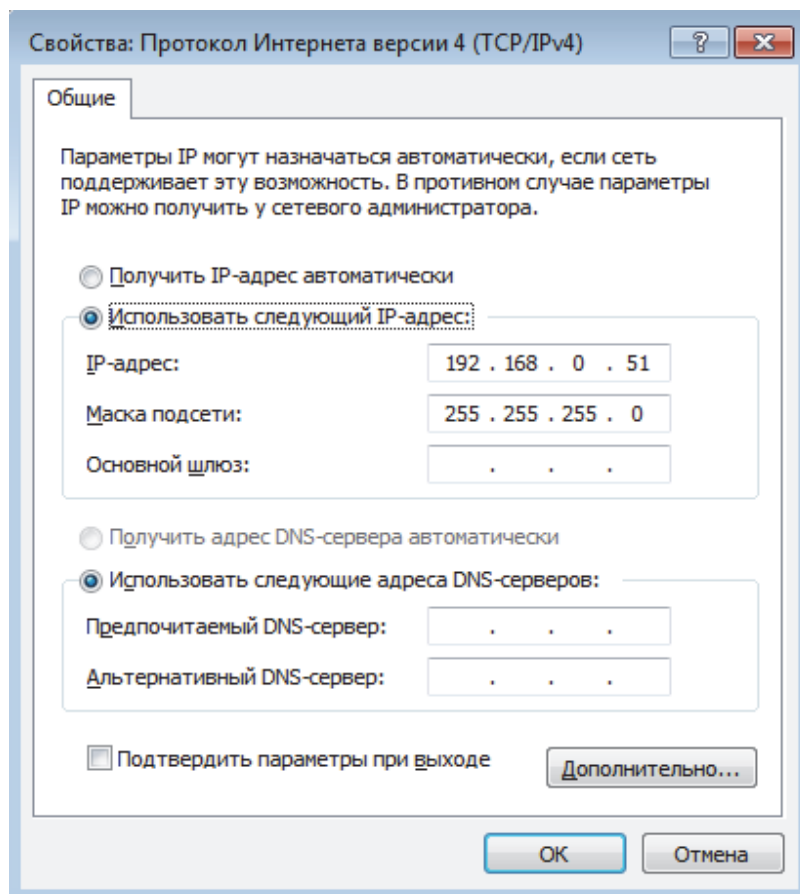 Свойства: Протокол Интернета версии 4 (TCP/IPv4)
?
Общие
Параметры IP могут назначаться автоматически, если сеть
поддерживает эту возможность. В противном случае параметры
IP можно получить у сетевого администратора.
Получить IP-адрес автоматически
Использовать следующий IP-адрес:
IP-адрес: 192 . 168 . 0 . 51
Маска подсети: 255 . 255 . 255 . 0
Основной шлюз: . . .
Получить адрес DNS-сервера автоматически
Использовать следующие адреса DNS-серверов:
Предпочитаемый DNS-сервер: . . .
Альтернативный DNS-сервер: . . .
Подтвердить параметры при выходе
Дополнительно...
OK Отмена